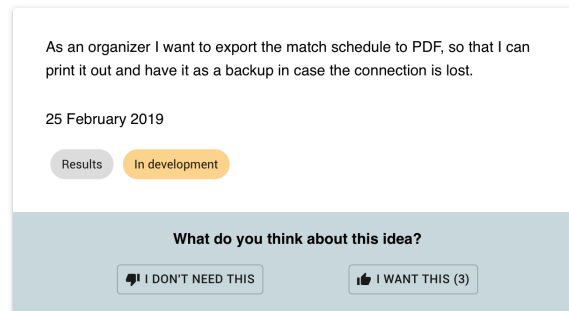 As an organizer I want to export the match schedule to PDF, so that I can
print it out and have it as a backup in case the connection is lost.
25 February 2019
Results In development
What do you think about this idea?
I DON'T NEED THIS I WANT THIS (3)